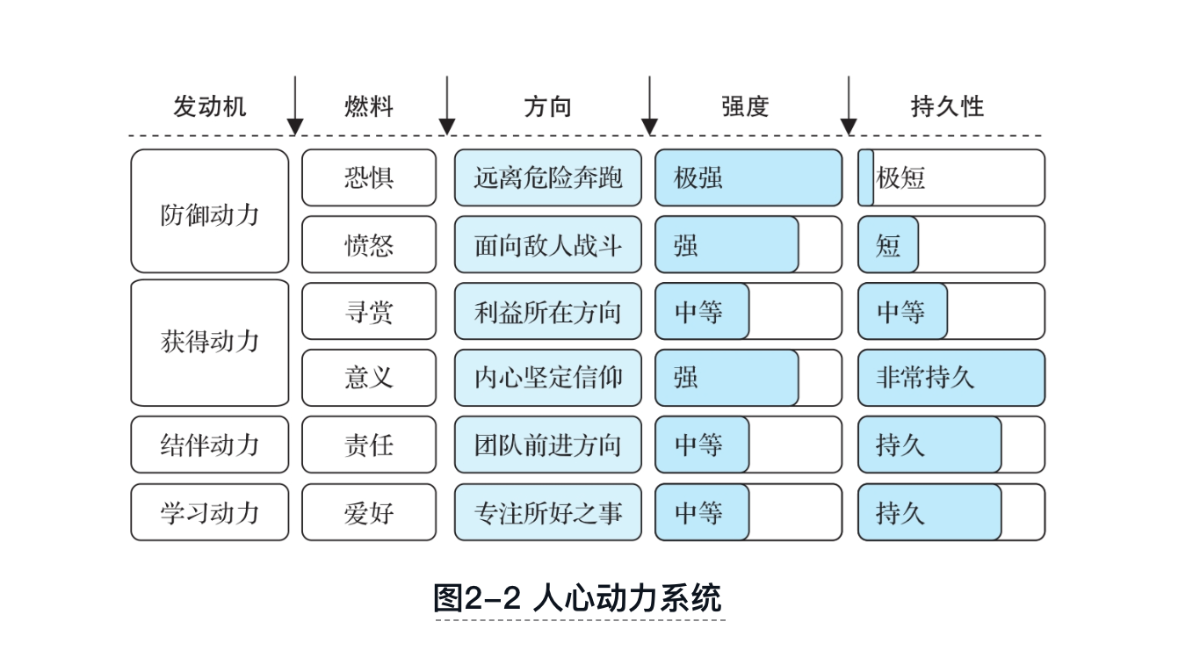 发动机 燃料 方向 强度 持久性
防御动力 恐惧 远离危险奔跑 极强 极短
愤怒 面向敌人战斗 强 短
获得动力 寻赏 利益所在方向 中等 中等
意义 内心坚定信仰 强 非常持久
结伴动力 责任 团队前进方向 中等 持久
学习动力 爱好 专注所好之事 中等 持久
图2-2 人心动力系统